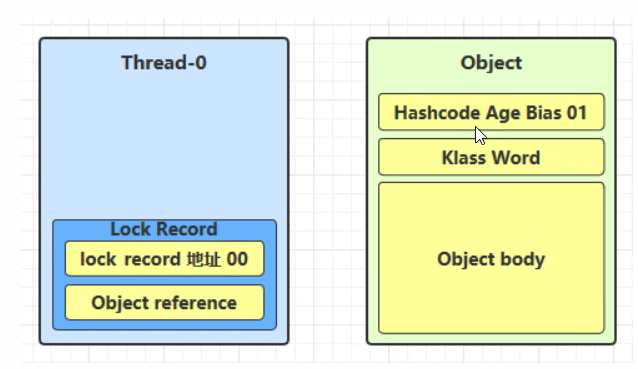 Thread-0
Lock Record
lock record 地址 00
Object reference
Object
Hashcode Age Bias 01
Klass Word
Object body